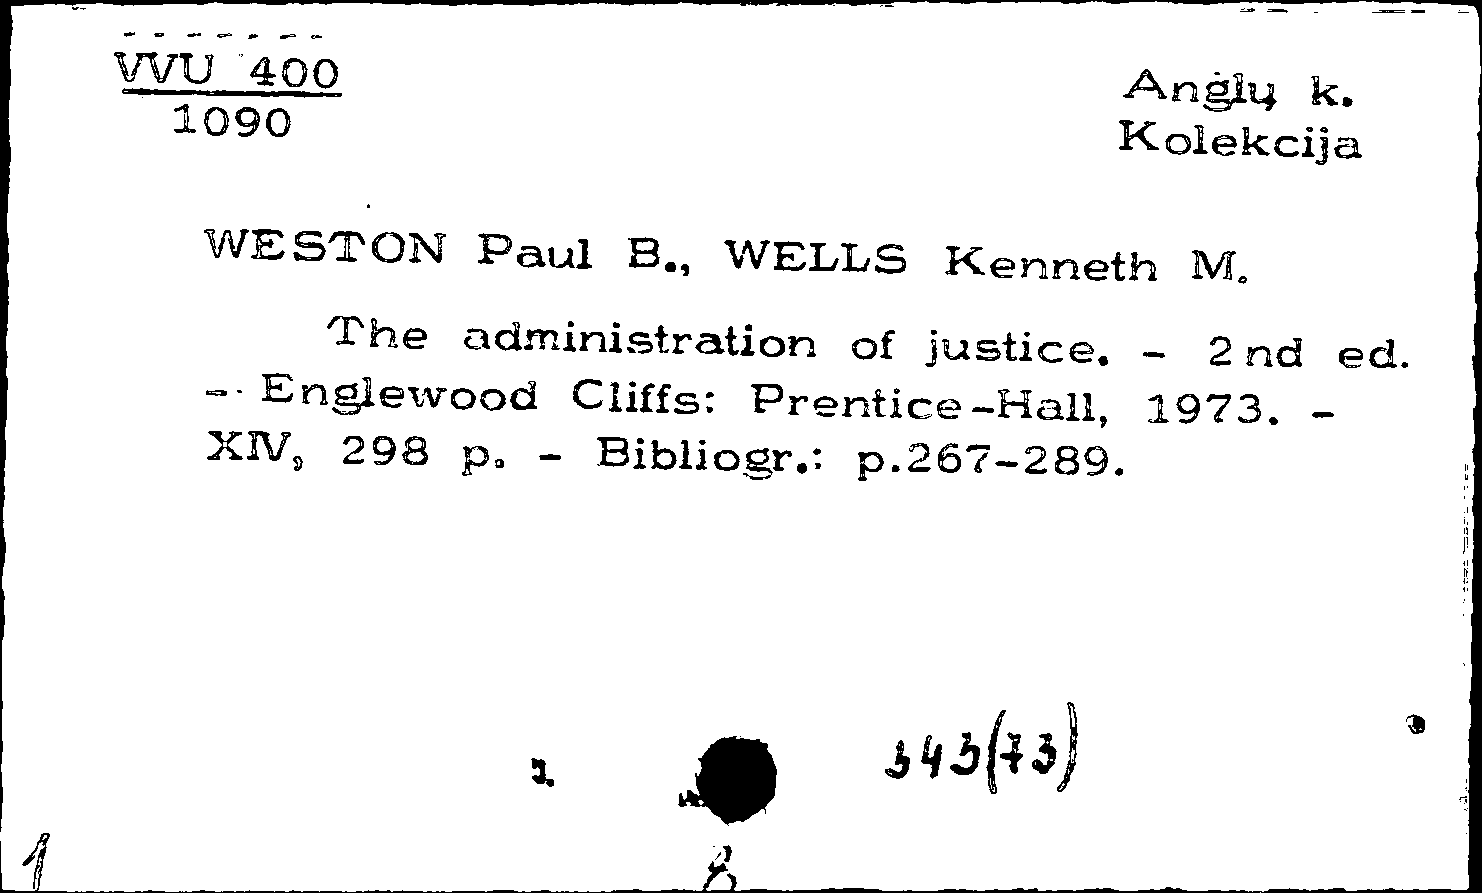 VVU 400
1090
Anġlų k.
Kolekcija
WESTON Paul B., WELLS Kenneth M.
The administration of justice. - 2nd ed.
- Englewood Cliffs: Prentice-Hall, 1973. -
XIV, 298 p. - Bibliogr.: p.267-289.
343(73)
1